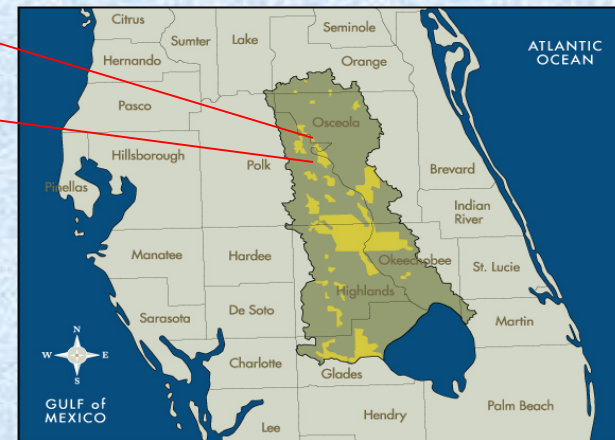 Citrus
Sumter
Lake
Seminole
ATLANTIC
OCEAN
Hernando
Orange
Pasco
Osceola
Hillsborough
Polk
Brevard
Pinellas
Indian
River
Manatee
Hardee
Okeechobee
St. Lucie
Highlands
Sarasota
De Soto
Martin
N
W
E
S
Charlotte
Glades
GULF of
MEXICO
Hendry
Palm Beach
Lee